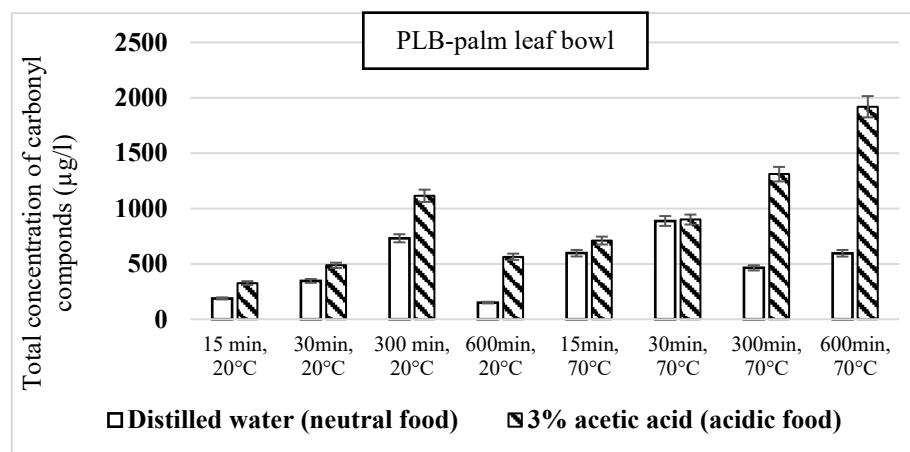 PLB-palm leaf bowl
Total concentration of carbonyl
componds (µg/l)
2500
2000
1500
1000
500
0
15 min, 30min, 300 min, 600min, 15min, 30min, 300min, 600min,
20°C 20°C 20°C 20°C 70°C 70°C 70°C 70°C
Distilled water (neutral food) 3% acetic acid (acidic food)